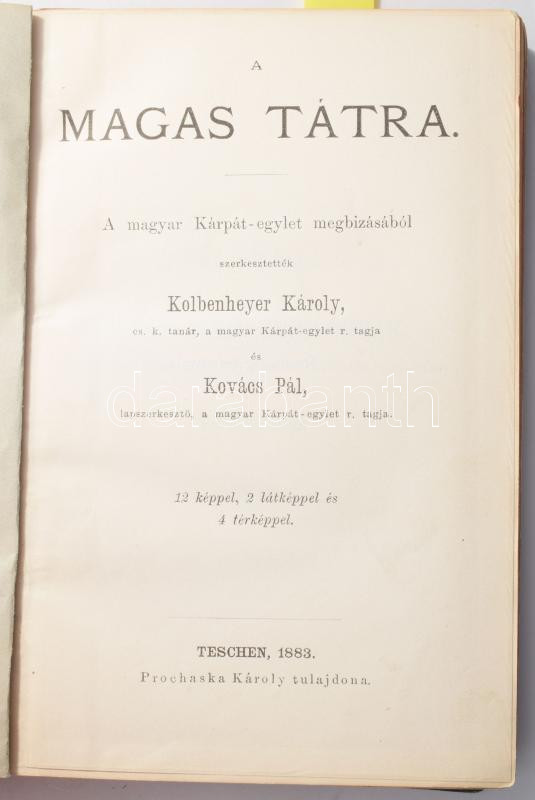 A
MAGAS TÁTRA.
A magyar Kárpát-egylet megbizásából
szerkesztették
Kolbenheyer Károly,
cs. k. tanár, a magyar Kárpát-egylet r. tagja
és
Kovács Pál,
darabanth
lapszerkesztő, a magyar Kárpát-egylet r. tagja.
12 képpel, 2 látképpel és
4 térképpel.
TESCHEN, 1883.
Prochaska Károly tulajdona.